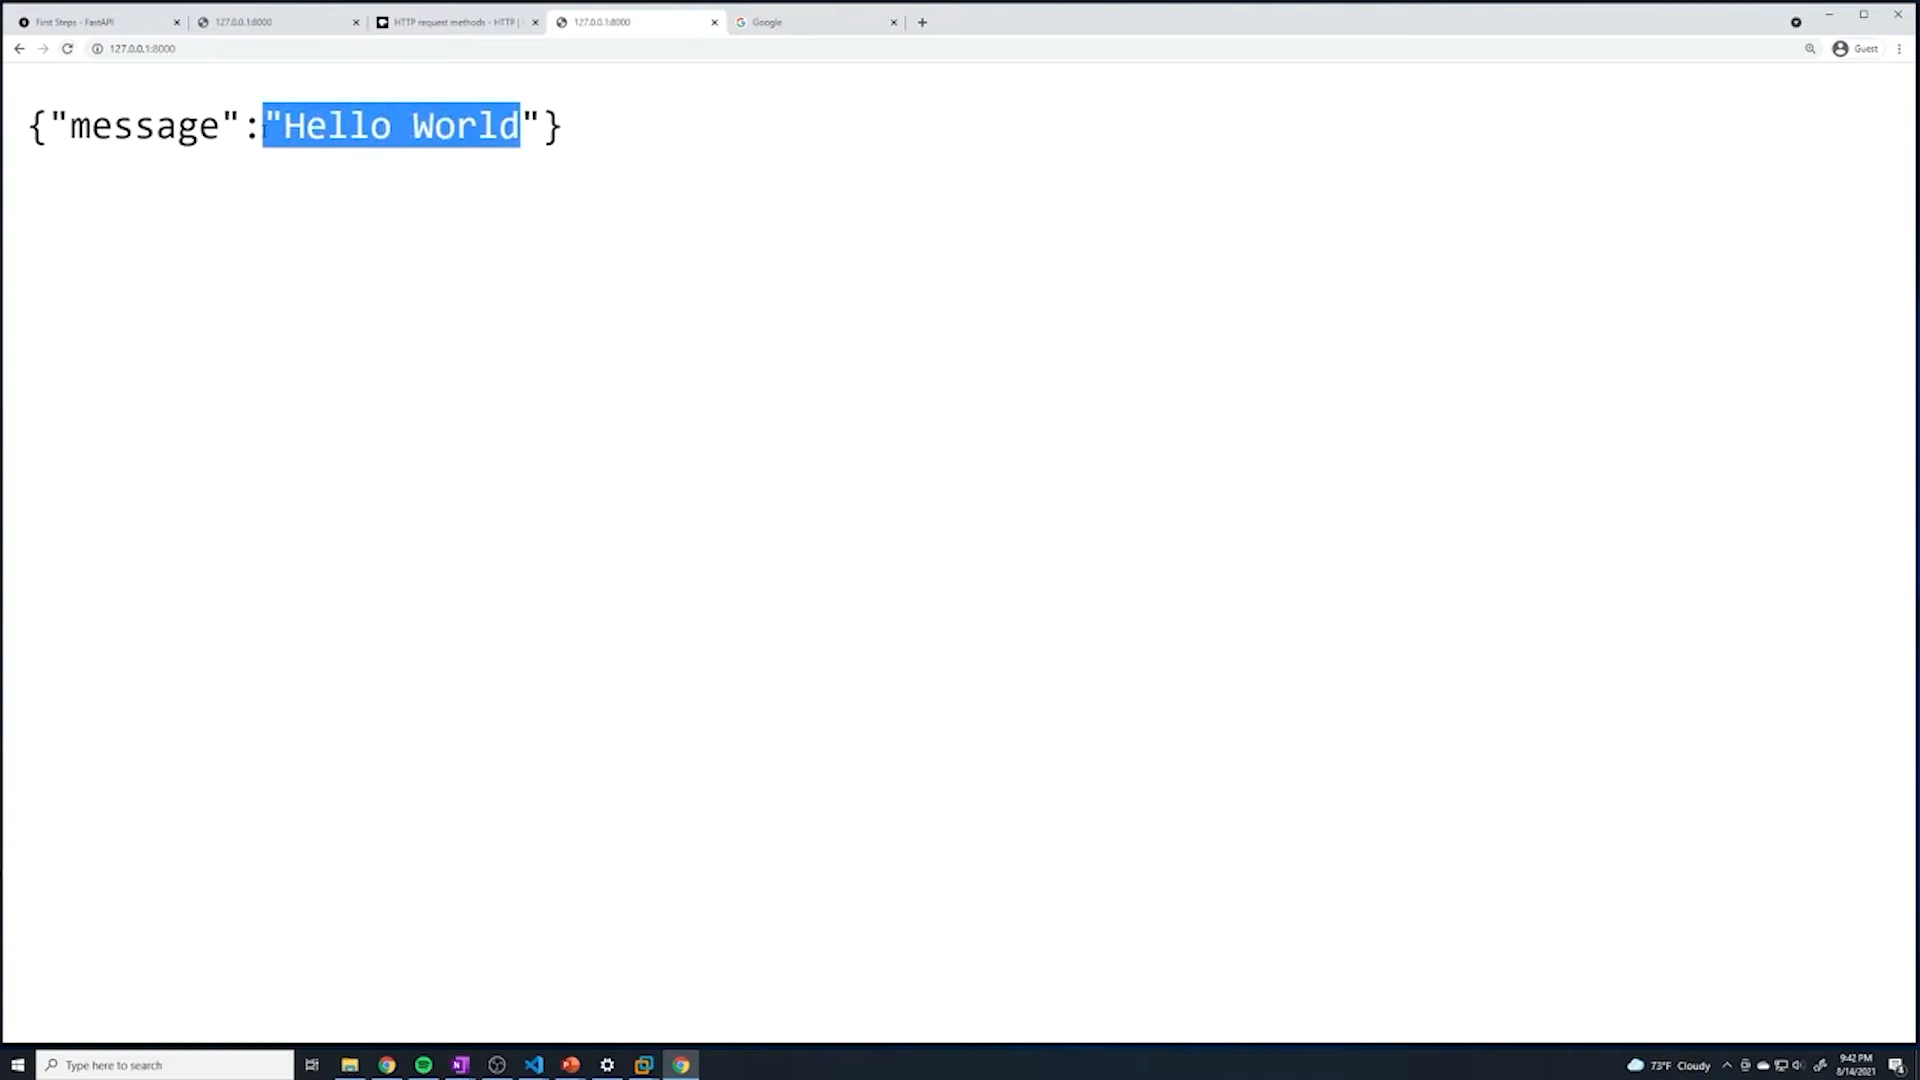 First Steps - FastAPI
127.0.0.1:8000
HTTP request methods - HTTP |
127.0.0.1:8000
Google
127.0.0.1:8000
Guest
{"message":"Hello World"}
Type here to search
73°F Cloudy
9:42 PM
8/14/2021